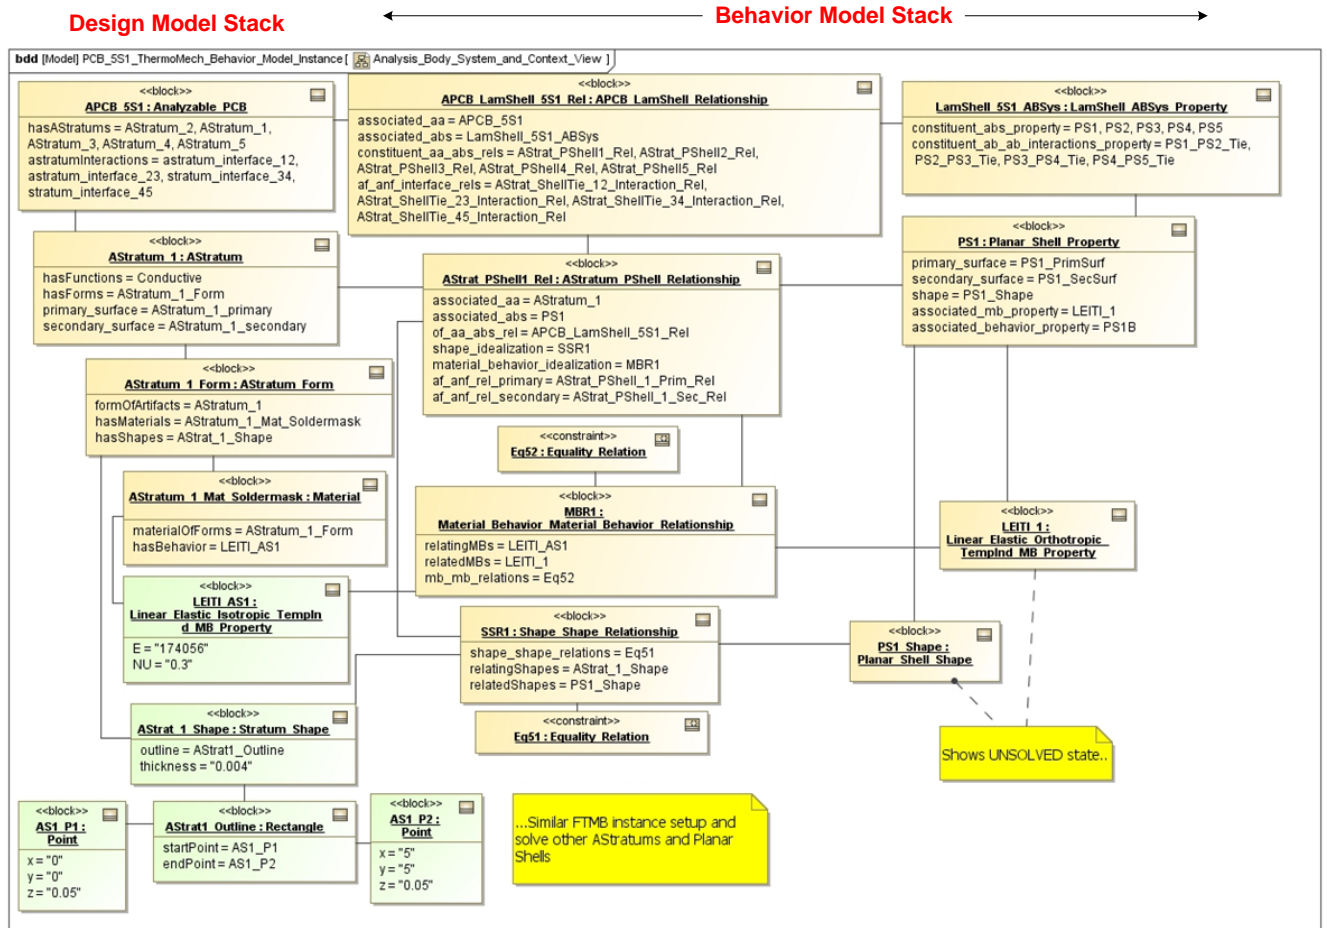 Design Model Stack
Behavior Model Stack
bdd [Model] PCB_5S1_ThermoMech_Behavior_Model_Instance [ Analysis_Body_System_and_Context_View ]
<<block>>
APCB_5S1 : Analyzable_PCB
hasAStratums = AStratum_2, AStratum_1,
AStratum_3, AStratum_4, AStratum_5
astratumInteractions = astratum_interface_12,
astratum_interface_23, stratum_interface_34,
stratum_interface_45
<<block>>
APCB_LamShell_5S1_Rel : APCB_LamShell_Relationship
associated_aa = APCB_5S1
associated_abs = LamShell_5S1_ABSys
constituent_aa_abs_rels = AStrat_PShell1_Rel, AStrat_PShell2_Rel,
AStrat_PShell3_Rel, AStrat_PShell4_Rel, AStrat_PShell5_Rel
af_anf_interface_rels = AStrat_ShellTie_12_Interaction_Rel,
AStrat_ShellTie_23_Interaction_Rel, AStrat_ShellTie_34_Interaction_Rel,
AStrat_ShellTie_45_Interaction_Rel
<<block>>
LamShell_5S1_ABSys : LamShell_ABSys_Property
constituent_abs_property = PS1, PS2, PS3, PS4, PS5
constituent_ab_ab_interactions_property = PS1_PS2_Tie,
PS2_PS3_Tie, PS3_PS4_Tie, PS4_PS5_Tie
<<block>>
AStratum_1 : AStratum
hasFunctions = Conductive
hasForms = AStratum_1_Form
primary_surface = AStratum_1_primary
secondary_surface = AStratum_1_secondary
<<block>>
AStrat_PShell1_Rel : AStratum_PShell_Relationship
associated_aa = AStratum_1
associated_abs = PS1
of_aa_abs_rel = APCB_LamShell_5S1_Rel
shape_idealization = SSR1
material_behavior_idealization = MBR1
af_anf_rel_primary = AStrat_PShell_1_Prim_Rel
af_anf_rel_secondary = AStrat_PShell_1_Sec_Rel
<<block>>
PS1 : Planar_Shell_Property
primary_surface = PS1_PrimSurf
secondary_surface = PS1_SecSurf
shape = PS1_Shape
associated_mb_property = LEITI_1
associated_behavior_property = PS1B
<<block>>
AStratum_1_Form : AStratum_Form
formOfArtifacts = AStratum_1
hasMaterials = AStratum_1_Mat_Soldermask
hasShapes = AStrat_1_Shape
<<constraint>>
Eq52 : Equality_Relation
<<block>>
AStratum_1_Mat_Soldermask : Material
materialOfForms = AStratum_1_Form
hasBehavior = LEITI_AS1
<<block>>
MBR1 :
Material_Behavior_Material_Behavior_Relationship
relatingMBs = LEITI_AS1
relatedMBs = LEITI_1
mb_mb_relations = Eq52
<<block>>
LEITI_1 :
Linear_Elastic_Orthotropic_
TempInd_MB_Property
<<block>>
LEITI_AS1 :
Linear_Elastic_Isotropic_TempIn
d_MB_Property
E = "174056"
NU = "0.3"
<<block>>
SSR1 : Shape_Shape_Relationship
shape_shape_relations = Eq51
relatingShapes = AStrat_1_Shape
relatedShapes = PS1_Shape
<<block>>
PS1_Shape :
Planar_Shell_Shape
<<block>>
AStrat_1_Shape : Stratum_Shape
outline = AStrat1_Outline
thickness = "0.004"
<<constraint>>
Eq51 : Equality_Relation
Shows UNSOLVED state..
<<block>>
AS1_P1 :
Point
x = "0"
y = "0"
z = "0.05"
<<block>>
AStrat1_Outline : Rectangle
startPoint = AS1_P1
endPoint = AS1_P2
<<block>>
AS1_P2 :
Point
x = "5"
y = "5"
z = "0.05"
...Similar FTMB instance setup and
solve other AStratums and Planar
Shells